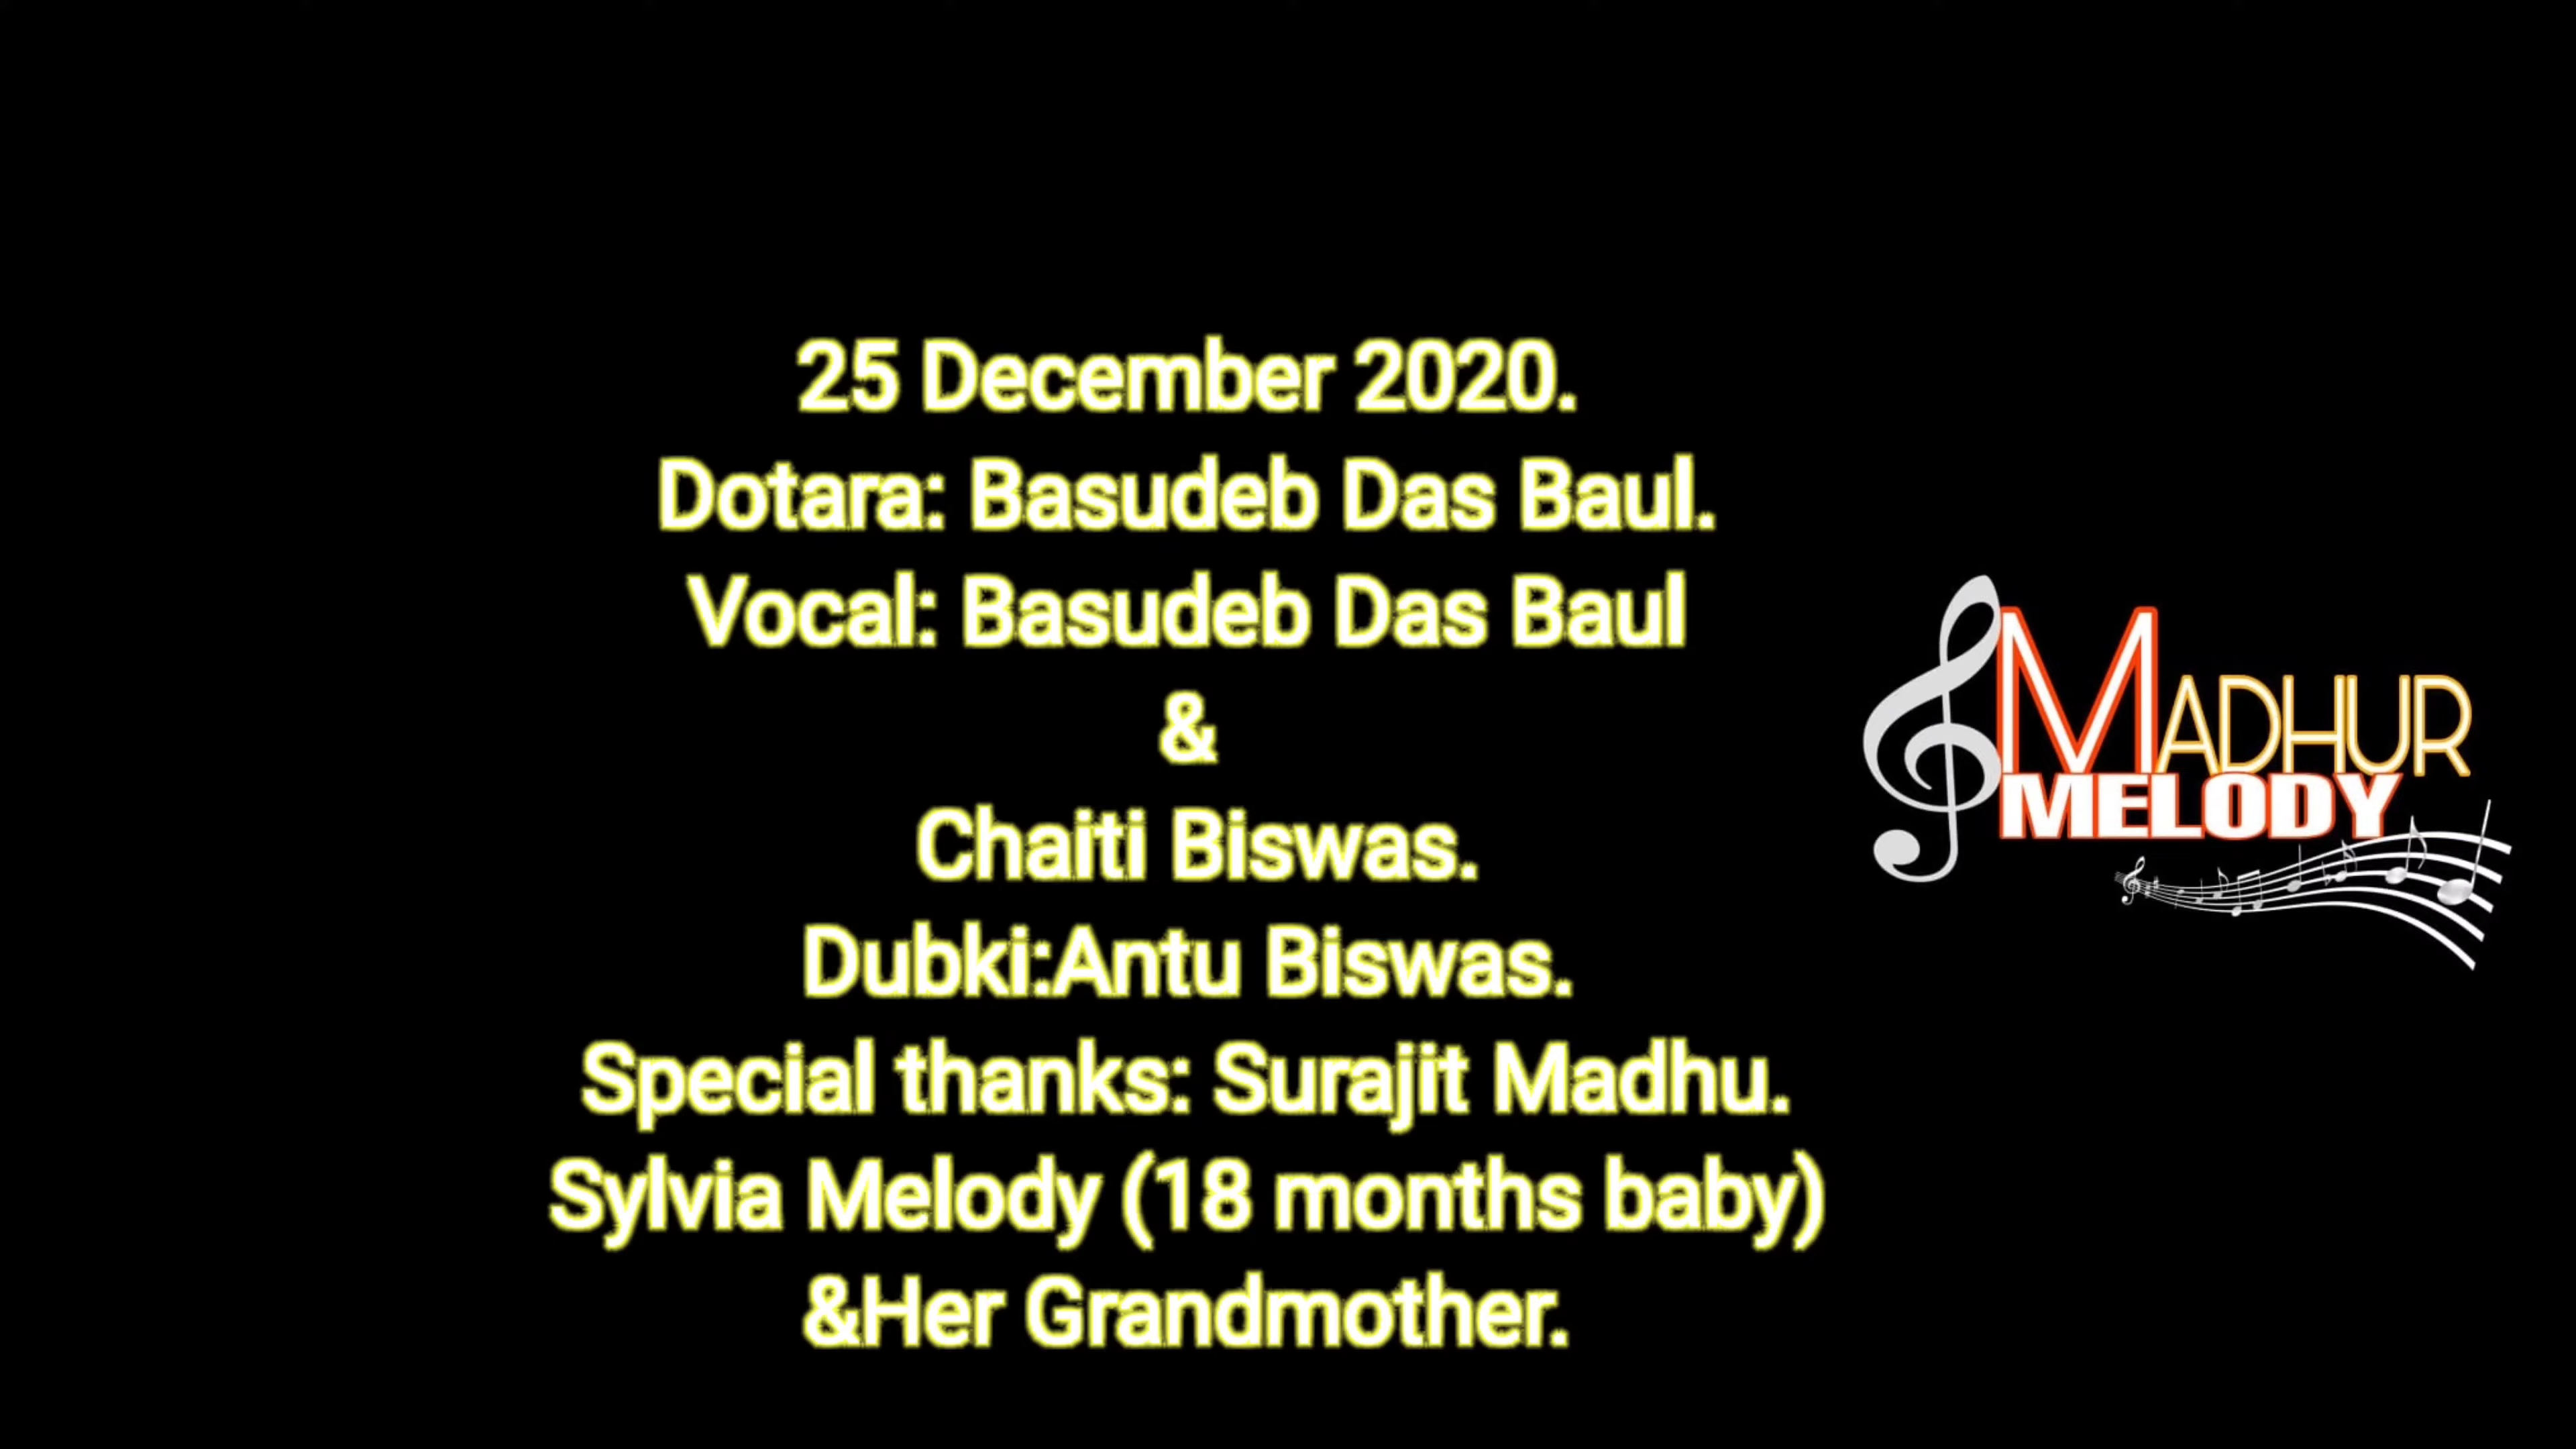 25 December 2020.
Dotara: Basudeb Das Baul.
Vocal: Basudeb Das Baul
&
Chaiti Biswas.
Dubki:Antu Biswas.
Special thanks: Surajit Madhu.
Sylvia Melody (18 months baby)
&Her Grandmother.
MADHUR
MELODY